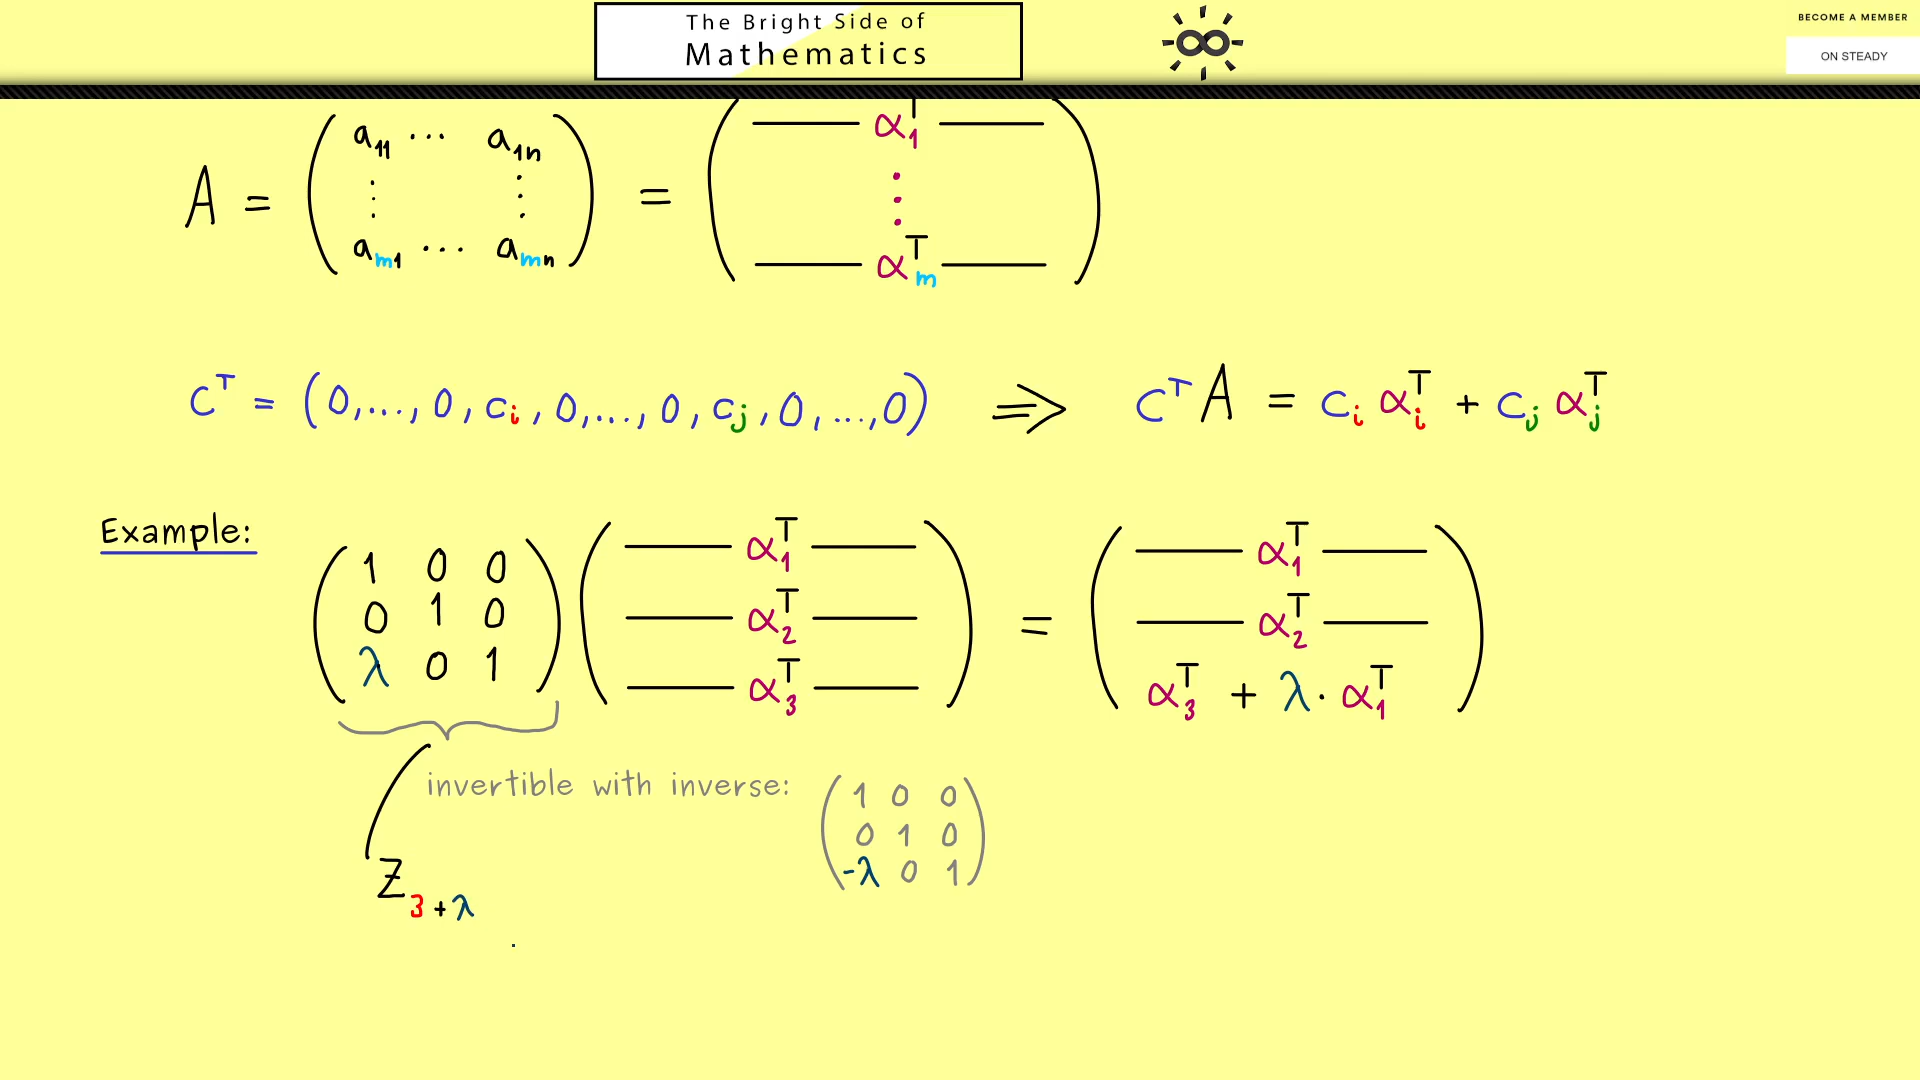 The Bright Side of
Mathematics
BECOME A MEMBER
ON STEADY
A = ( a₁₁ ⋯ a₁ₙ ⋮ ⋮ aₘ₁ ⋯ aₘₙ ) = ( — α₁ᵀ — ⋮ — αₘᵀ — )
cᵀ = (0,..., 0, cᵢ, 0,..., 0, cⱼ, 0, ...,0) ⇒ cᵀA = cᵢ αᵢᵀ + cⱼ αⱼᵀ
Example:
( 1 0 0 ) ( — α₁ᵀ — ) = ( — α₁ᵀ — )
( 0 1 0 ) ( — α₂ᵀ — ) ( — α₂ᵀ — )
( λ 0 1 ) ( — α₃ᵀ — ) ( α₃ᵀ + λ · α₁ᵀ )
invertible with inverse: ( 1 0 0
0 1 0
-λ 0 1 )
Z₃₊λ